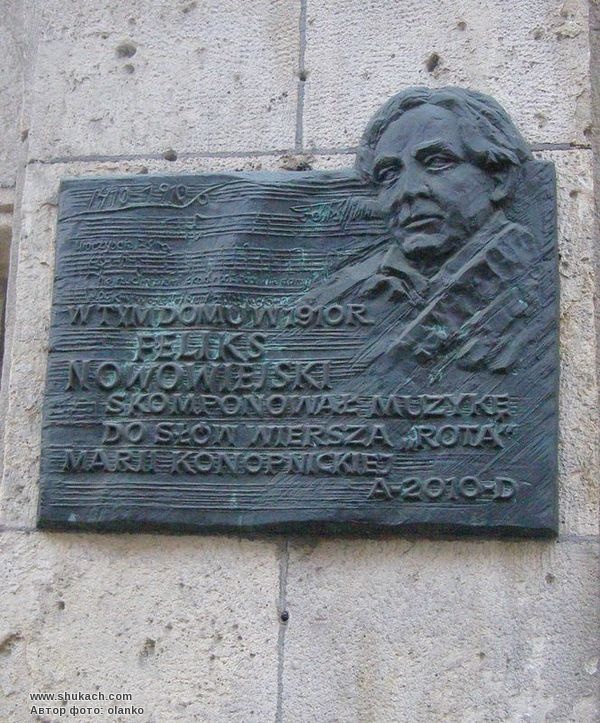 1410-1910
W TYM DOMU W 1910 R
FELIKS
NOWOWIEJSKI
SKOMPONOWAŁ MUZYKĘ
DO SŁÓW WIERSZA „ROTA"
MARII KONOPNICKIEJ
A-2010-D
www.shukach.com
Автор фото: olanko